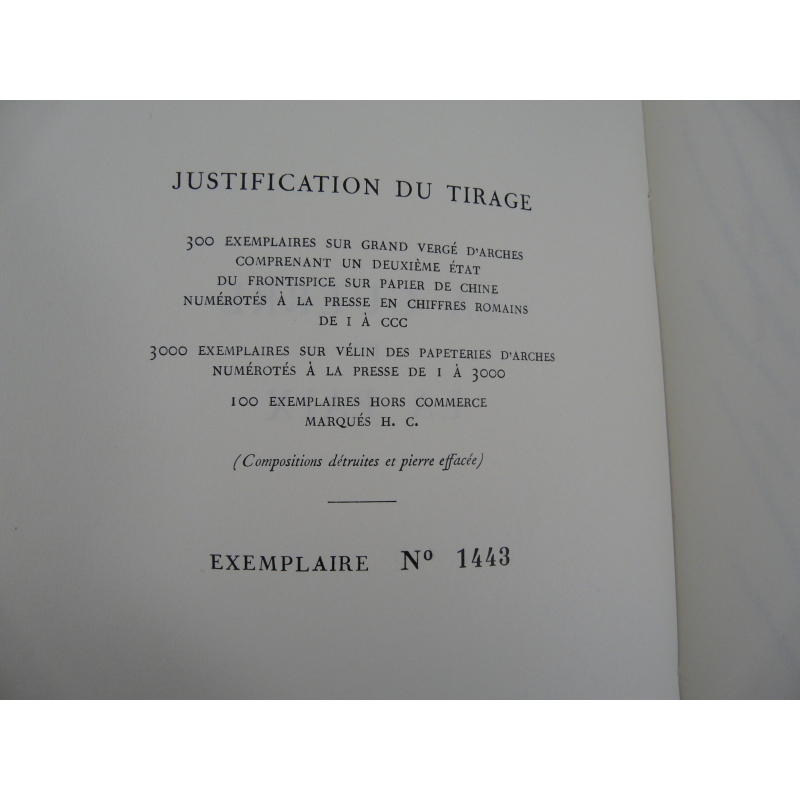 JUSTIFICATION DU TIRAGE
300 EXEMPLAIRES SUR GRAND VERGÉ D'ARCHES
COMPRENANT UN DEUXIÈME ÉTAT
DU FRONTISPICE SUR PAPIER DE CHINE
NUMÉROTÉS À LA PRESSE EN CHIFFRES ROMAINS
DE I À CCC
3000 EXEMPLAIRES SUR VÉLIN DES PAPETERIES D'ARCHES
NUMÉROTÉS À LA PRESSE DE 1 À 3000
100 EXEMPLAIRES HORS COMMERCE
MARQUÉS H. C.
(Compositions détruites et pierre effacée)
EXEMPLAIRE Nº 1443